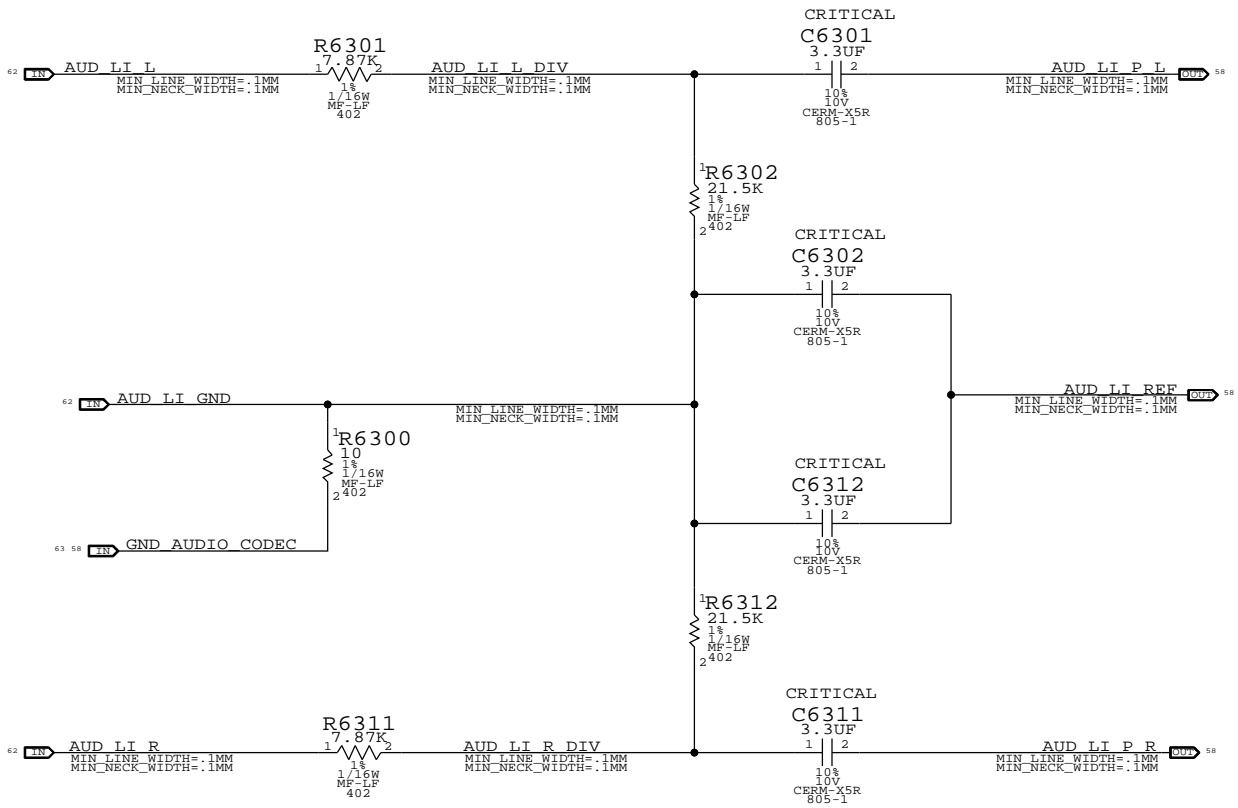 CRITICAL
C6301
3.3UF
1 2
10%
10V
CERM-X5R
805-1
62 IN AUD_LI_L
MIN_LINE_WIDTH=.1MM
MIN_NECK_WIDTH=.1MM
R6301
7.87K
1 2
1%
1/16W
MF-LF
402
AUD_LI_L_DIV
MIN_LINE_WIDTH=.1MM
MIN_NECK_WIDTH=.1MM
AUD_LI_P_L OUT 58
MIN_LINE_WIDTH=.1MM
MIN_NECK_WIDTH=.1MM
1
R6302
21.5K
1%
1/16W
MF-LF
402
2
CRITICAL
C6302
3.3UF
1 2
10%
10V
CERM-X5R
805-1
62 IN AUD_LI_GND
MIN_LINE_WIDTH=.1MM
MIN_NECK_WIDTH=.1MM
AUD_LI_REF OUT 58
MIN_LINE_WIDTH=.1MM
MIN_NECK_WIDTH=.1MM
1
R6300
10
1%
1/16W
MF-LF
402
2
CRITICAL
C6312
3.3UF
1 2
10%
10V
CERM-X5R
805-1
63 58 IN GND_AUDIO_CODEC
1
R6312
21.5K
1%
1/16W
MF-LF
402
2
CRITICAL
C6311
3.3UF
1 2
10%
10V
CERM-X5R
805-1
62 IN AUD_LI_R
MIN_LINE_WIDTH=.1MM
MIN_NECK_WIDTH=.1MM
R6311
7.87K
1 2
1%
1/16W
MF-LF
402
AUD_LI_R_DIV
MIN_LINE_WIDTH=.1MM
MIN_NECK_WIDTH=.1MM
AUD_LI_P_R OUT 58
MIN_LINE_WIDTH=.1MM
MIN_NECK_WIDTH=.1MM